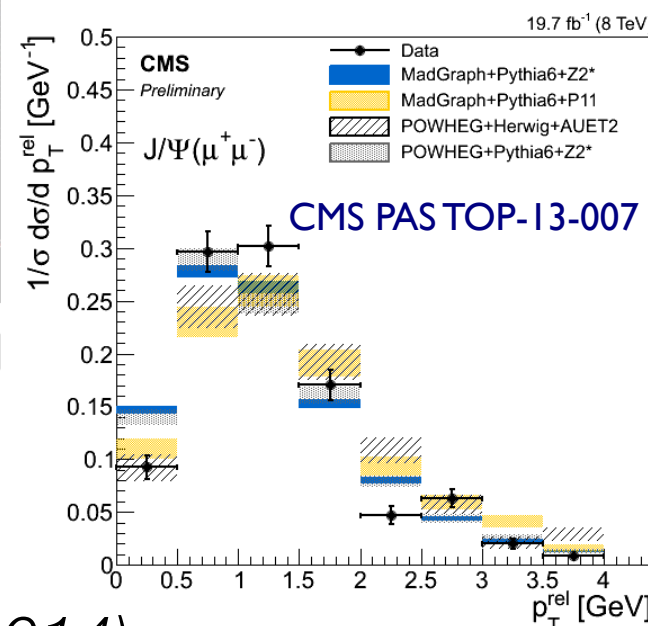 19.7 fb⁻¹ (8 TeV
CMS
Preliminary
J/Ψ(μ⁺μ⁻)
Data
MadGraph+Pythia6+Z2*
MadGraph+Pythia6+P11
POWHEG+Herwig+AUET2
POWHEG+Pythia6+Z2*
CMS PAS TOP-13-007
1/σ dσ/d p_T^rel [GeV⁻¹]
0.5
0.45
0.4
0.35
0.3
0.25
0.2
0.15
0.1
0.05
0
0 0.5 1 1.5 2 2.5 3 3.5 4
p_T^rel [GeV]